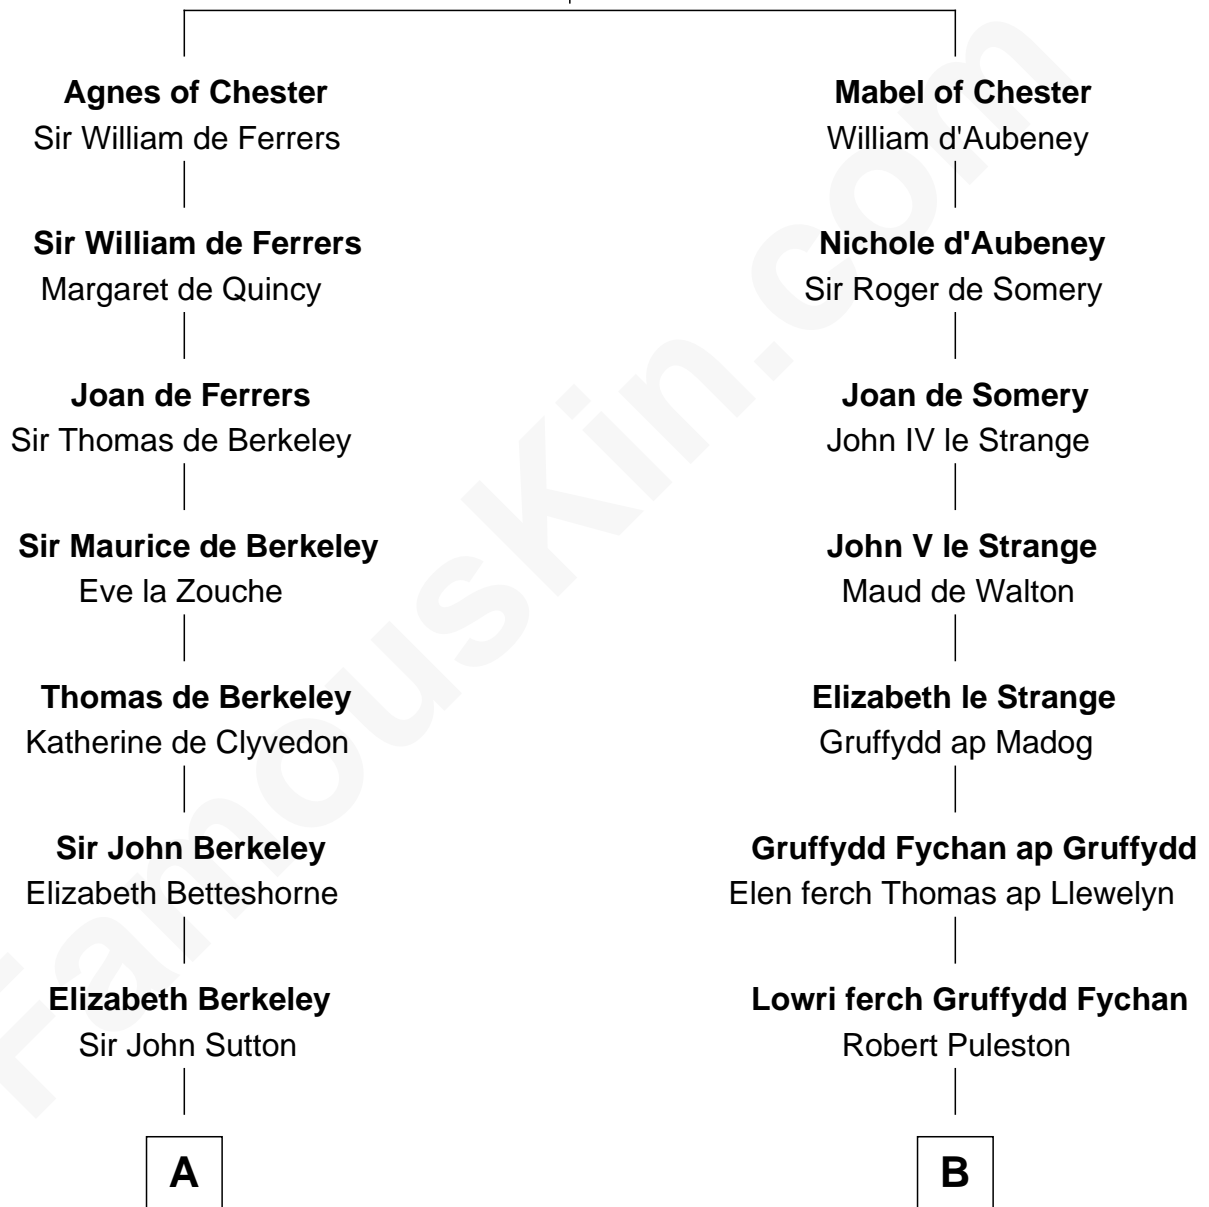 Agnes of Chester
Sir William de Ferrers
Sir William de Ferrers
Margaret de Quincy
Joan de Ferrers
Sir Thomas de Berkeley
Sir Maurice de Berkeley
Eve la Zouche
Thomas de Berkeley
Katherine de Clyvedon
Sir John Berkeley
Elizabeth Betteshorne
Elizabeth Berkeley
Sir John Sutton
A
Mabel of Chester
William d'Aubeney
Nichole d'Aubeney
Sir Roger de Somery
Joan de Somery
John IV le Strange
John V le Strange
Maud de Walton
Elizabeth le Strange
Gruffydd ap Madog
Gruffydd Fychan ap Gruffydd
Elen ferch Thomas ap Llewelyn
Lowri ferch Gruffydd Fychan
Robert Puleston
B
FamousKin.com